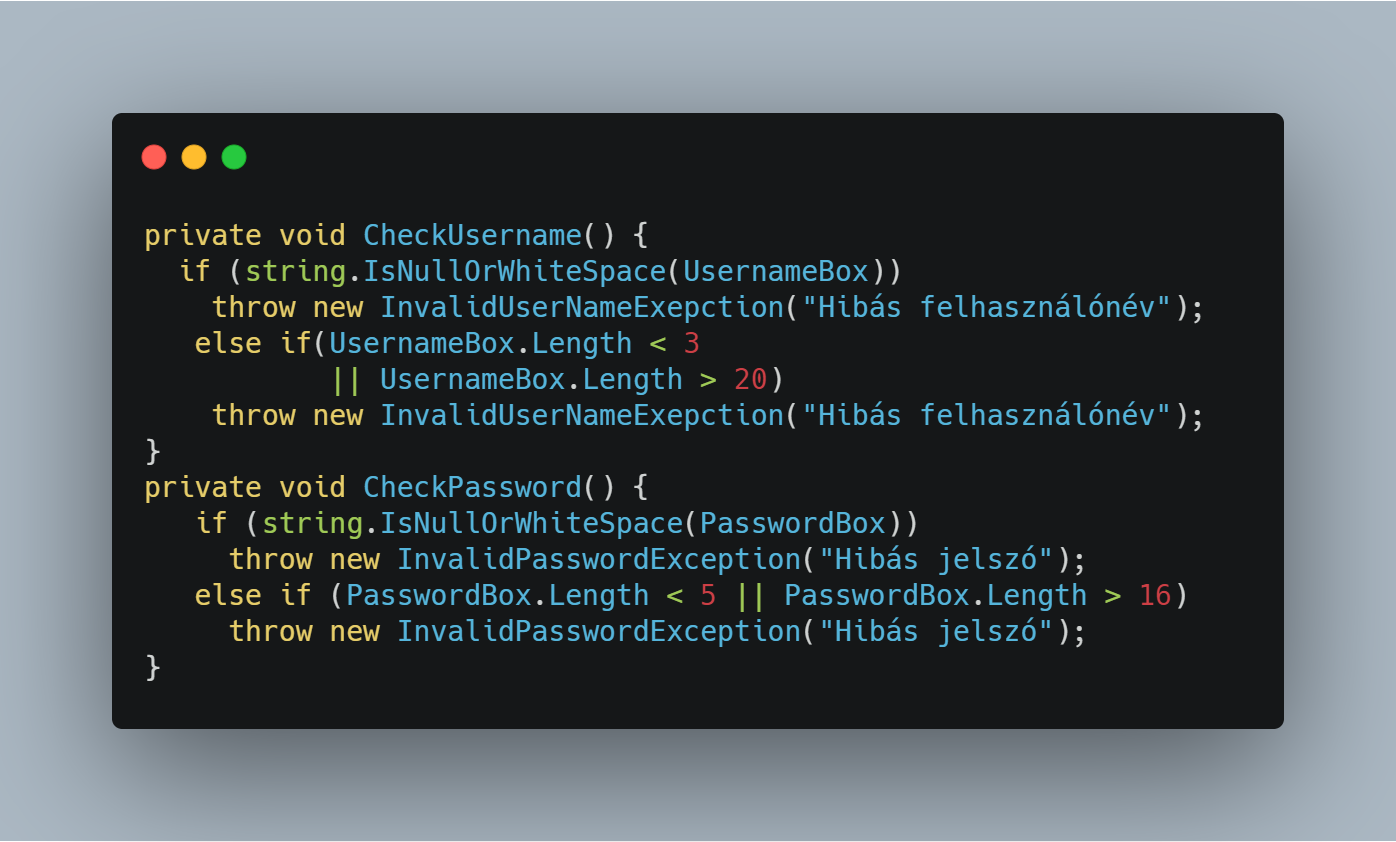 private void CheckUsername() {
  if (string.IsNullOrWhiteSpace(UsernameBox))
    throw new InvalidUserNameExepction("Hibás felhasználónév");
   else if(UsernameBox.Length < 3
           || UsernameBox.Length > 20)
    throw new InvalidUserNameExepction("Hibás felhasználónév");
}
private void CheckPassword() {
   if (string.IsNullOrWhiteSpace(PasswordBox))
     throw new InvalidPasswordException("Hibás jelszó");
   else if (PasswordBox.Length < 5 || PasswordBox.Length > 16)
     throw new InvalidPasswordException("Hibás jelszó");
}